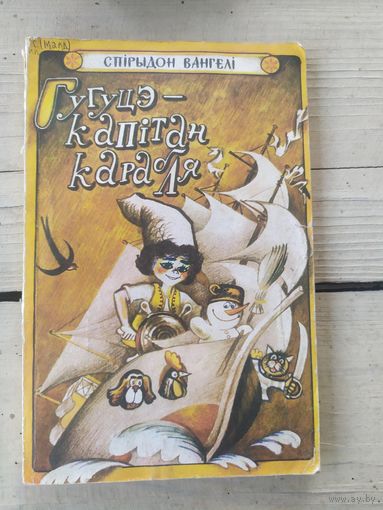 СПІРЫДОН ВАНГЕЛІ
Гугуцэ —
капітан
карабля
www.ay.by